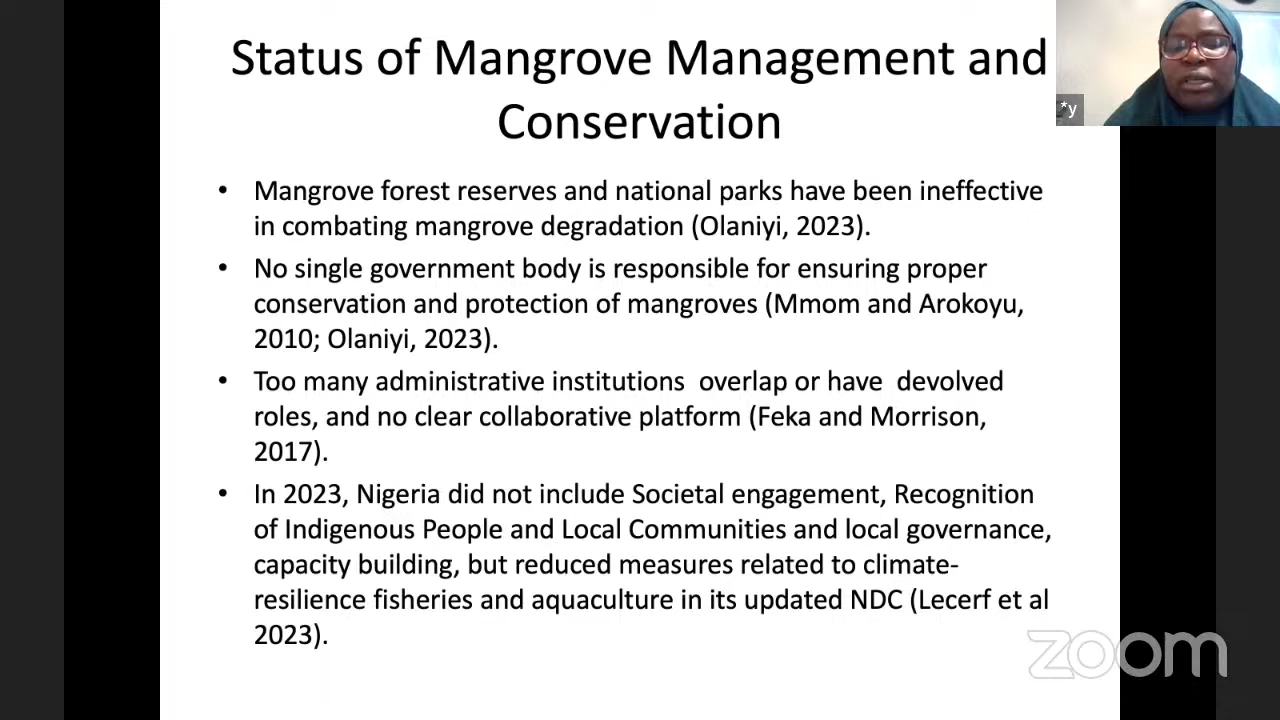 Status of Mangrove Management and
Conservation
*y
• Mangrove forest reserves and national parks have been ineffective
in combating mangrove degradation (Olaniyi, 2023).
• No single government body is responsible for ensuring proper
conservation and protection of mangroves (Mmom and Arokoyu,
2010; Olaniyi, 2023).
• Too many administrative institutions  overlap or have  devolved
roles, and no clear collaborative platform (Feka and Morrison,
2017).
• In 2023, Nigeria did not include Societal engagement, Recognition
of Indigenous People and Local Communities and local governance,
capacity building, but reduced measures related to climate-
resilience fisheries and aquaculture in its updated NDC (Lecerf et al
2023).
zoom